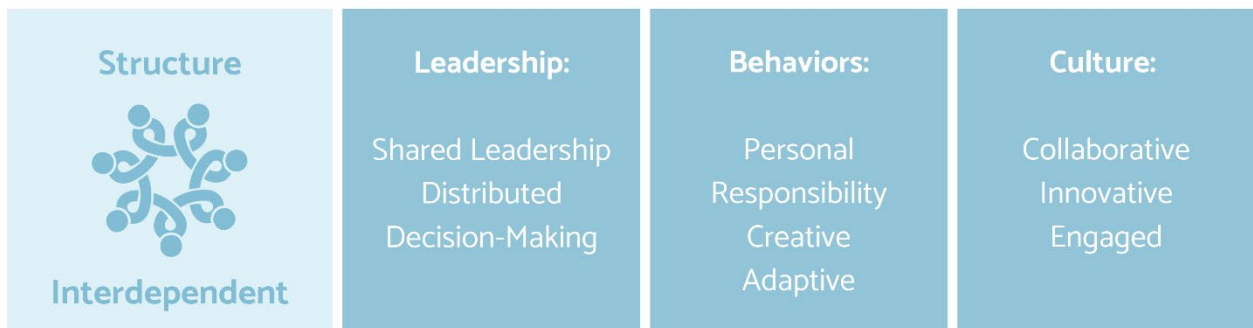 Structure
Interdependent
Leadership:
Shared Leadership
Distributed
Decision-Making
Behaviors:
Personal
Responsibility
Creative
Adaptive
Culture:
Collaborative
Innovative
Engaged